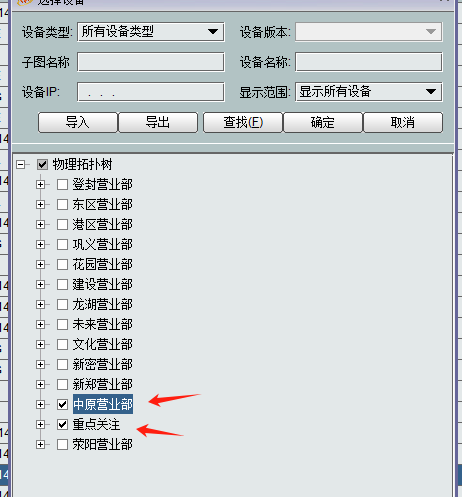 选择设备
设备类型: 所有设备类型 设备版本:
子图名称 设备名称:
设备IP: . . . 显示范围: 显示所有设备
导入 导出 查找(F) 确定 取消
物理拓扑树
登封营业部
东区营业部
港区营业部
巩义营业部
花园营业部
建设营业部
龙湖营业部
未来营业部
文化营业部
新密营业部
新郑营业部
中原营业部
重点关注
荥阳营业部